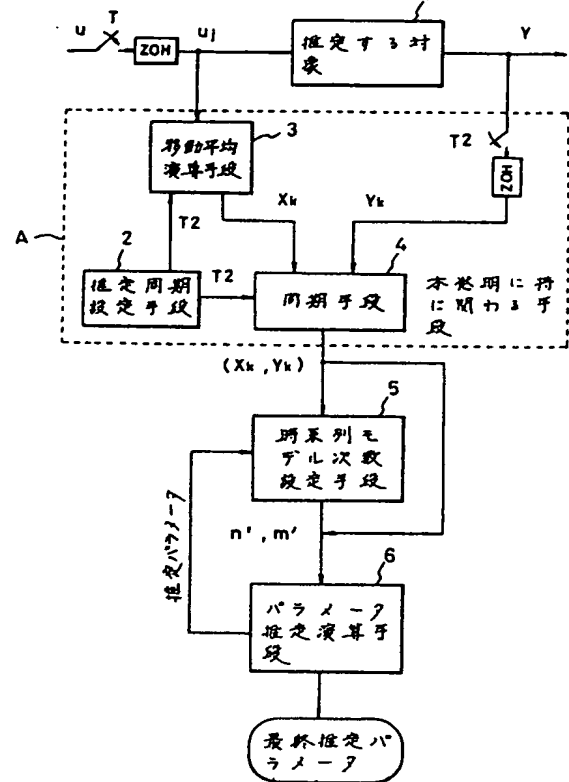 u
T
ZOH
uj
推定する対
象
Y
移動平均
演算手段
3
T2
ZOH
A
Xk
Yk
T2
2
推定周期
設定手段
T2
4
同期手段
本発明に特
に関わる手
段
(Xk, Yk)
5
時系列モ
デル次数
設定手段
推定パラメータ
n', m'
6
パラメータ
推定演算手
段
最終推定パ
ラメータ